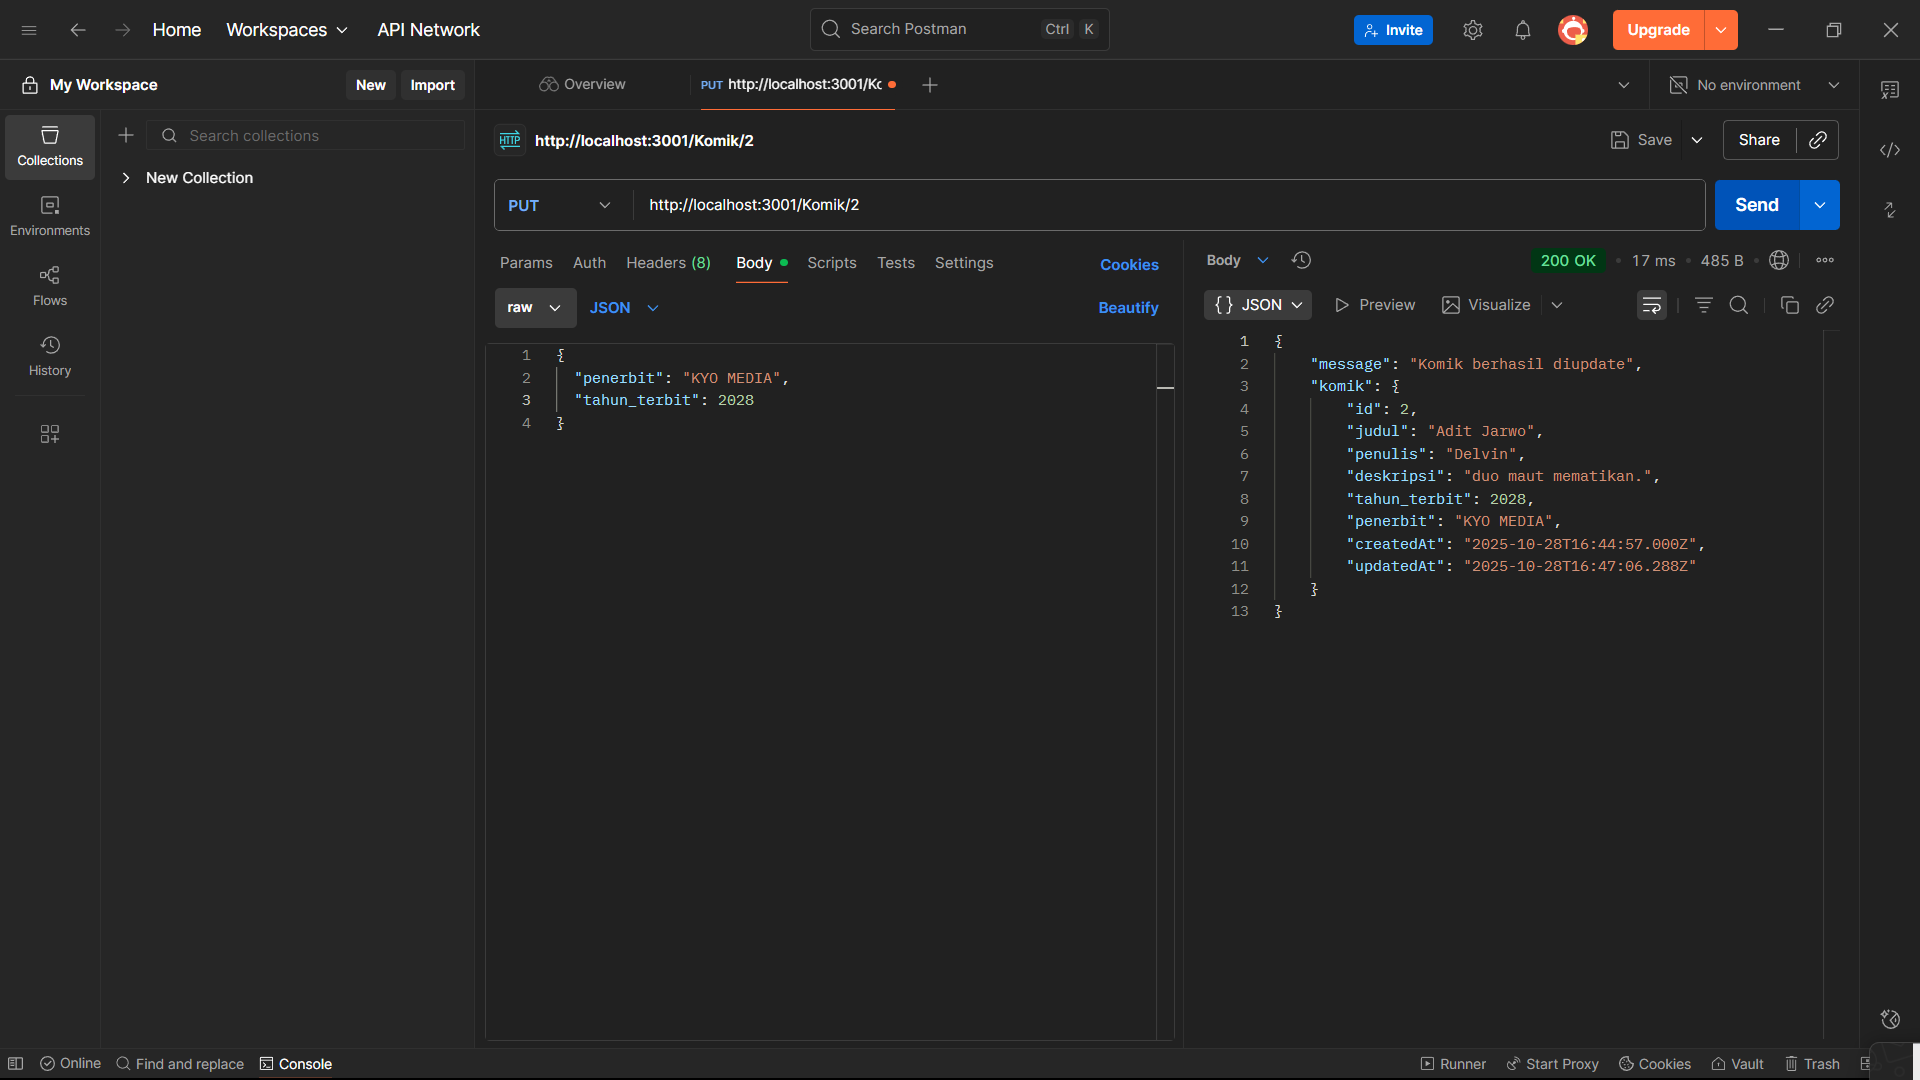 Home Workspaces API Network Search Postman Ctrl K Invite Upgrade
My Workspace New Import Overview PUT http://localhost:3001/Kc No environment
Search collections
Collections
Environments
Flows
History
New Collection
HTTP http://localhost:3001/Komik/2 Save Share
PUT http://localhost:3001/Komik/2 Send
Params Auth Headers (8) Body Scripts Tests Settings Cookies
raw JSON Beautify
1 {
2 "penerbit": "KYO MEDIA",
3 "tahun_terbit": 2028
4 }
Body 200 OK 17 ms 485 B
{} JSON Preview Visualize
1 {
2 "message": "Komik berhasil diupdate",
3 "komik": {
4 "id": 2,
5 "judul": "Adit Jarwo",
6 "penulis": "Delvin",
7 "deskripsi": "duo maut mematikan.",
8 "tahun_terbit": 2028,
9 "penerbit": "KYO MEDIA",
10 "createdAt": "2025-10-28T16:44:57.000Z",
11 "updatedAt": "2025-10-28T16:47:06.288Z"
12 }
13 }
Online Find and replace Console Runner Start Proxy Cookies Vault Trash